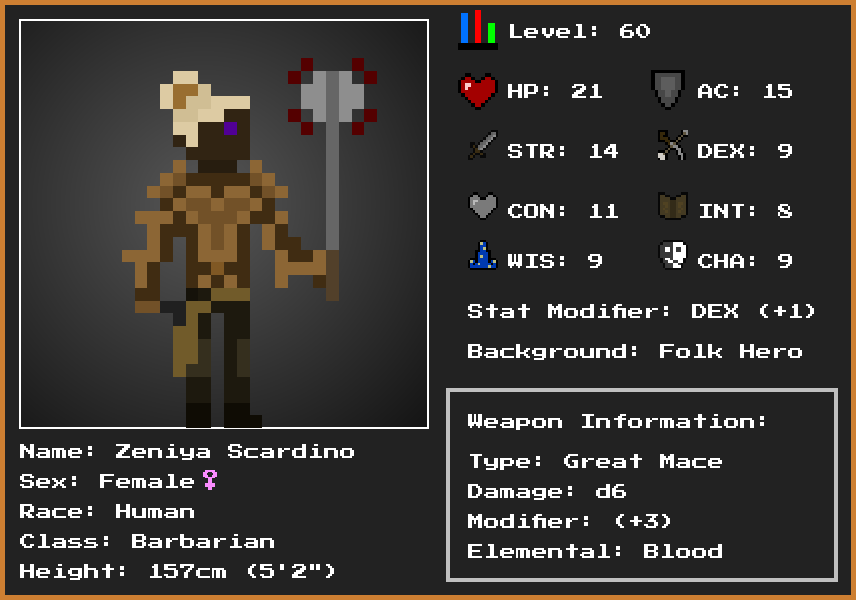 Level: 60
HP: 21
AC: 15
STR: 14
DEX: 9
CON: 11
INT: 8
WIS: 9
CHA: 9
Stat Modifier: DEX (+1)
Background: Folk Hero
Weapon Information:
Type: Great Mace
Damage: d6
Modifier: (+3)
Elemental: Blood
Name: Zeniya Scardino
Sex: Female♀
Race: Human
Class: Barbarian
Height: 157cm (5'2")